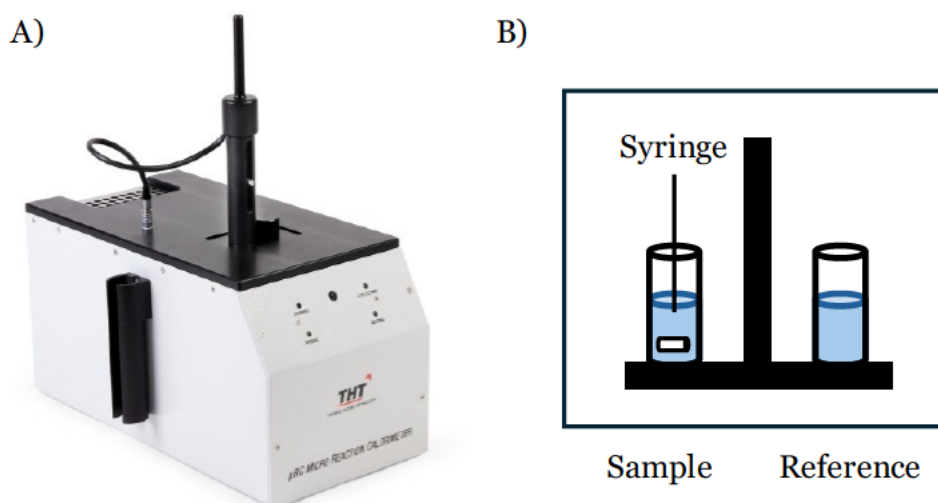 A)
B)
Syringe
THT
µRC MICRO REACTION CALORIMETER
Sample
Reference